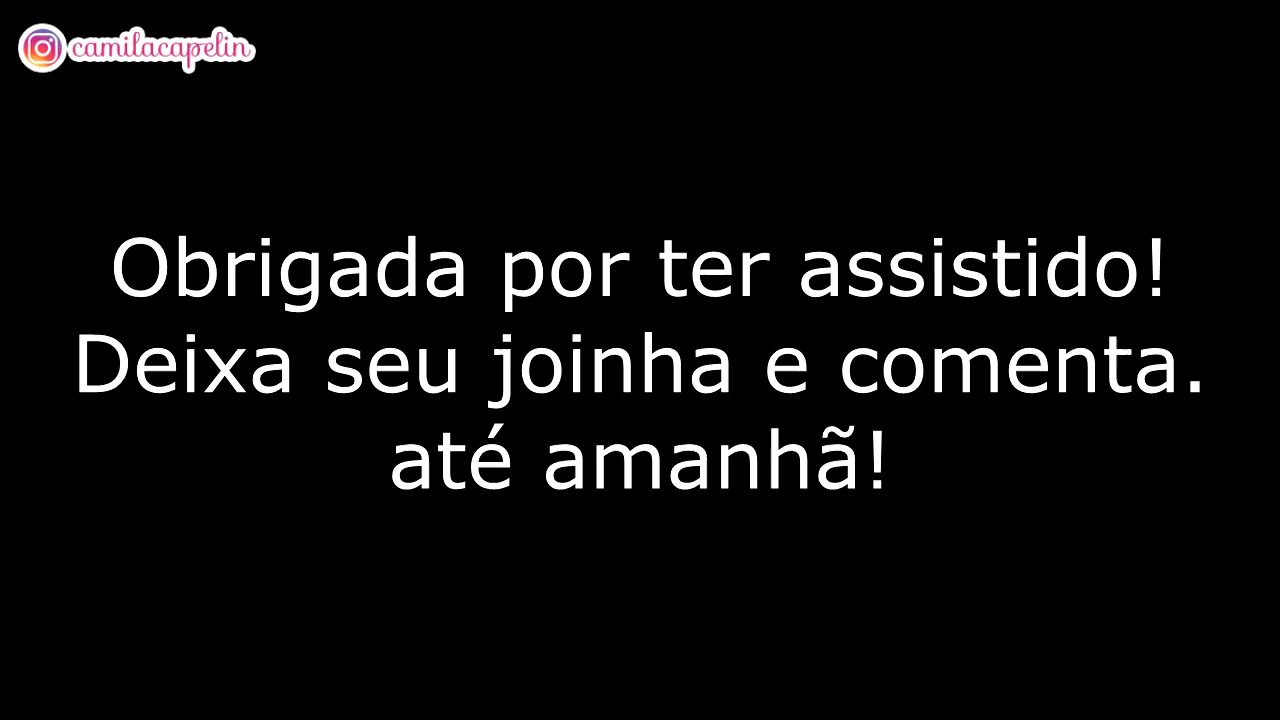 camilacapelin
Obrigada por ter assistido!
Deixa seu joinha e comenta.
até amanhã!